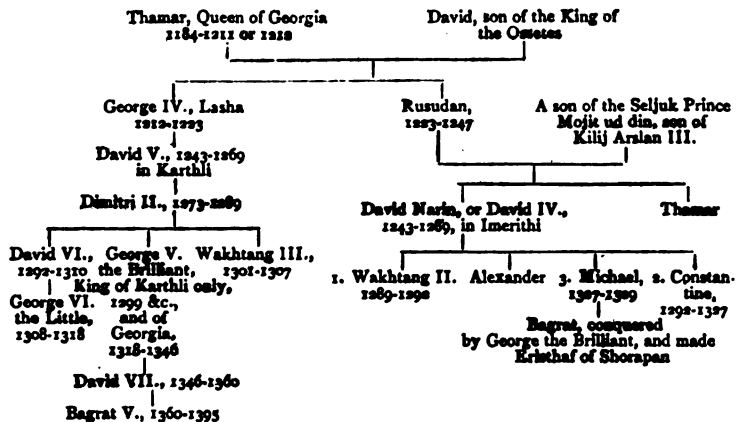 Thamar, Queen of Georgia
1184-1211 or 1212
David, son of the King of
the Ossetes
George IV., Lasha
1212-1223
Rusudan,
1223-1247
A son of the Seljuk Prince
Mojit ud din, son of
Kilij Arslan III.
David V., 1243-1269
in Karthli
Dimitri II., 1273-1289
David Narin, or David IV.,
1243-1289, in Imerithi
Thamar
David VI.,
1292-1310
George V.
the Brilliant,
King of Karthli only,
1299 &c.,
and of
Georgia,
1318-1346
Wakhtang III.,
1301-1307
George VI.
the Little,
1308-1318
1. Wakhtang II.
1289-1292
Alexander
3. Michael,
1327-1329
2. Constan-
tine,
1292-1327
Bagrat, conquered
by George the Brilliant, and made
Eristhaf of Shorapan
David VII., 1346-1360
Bagrat V., 1360-1395